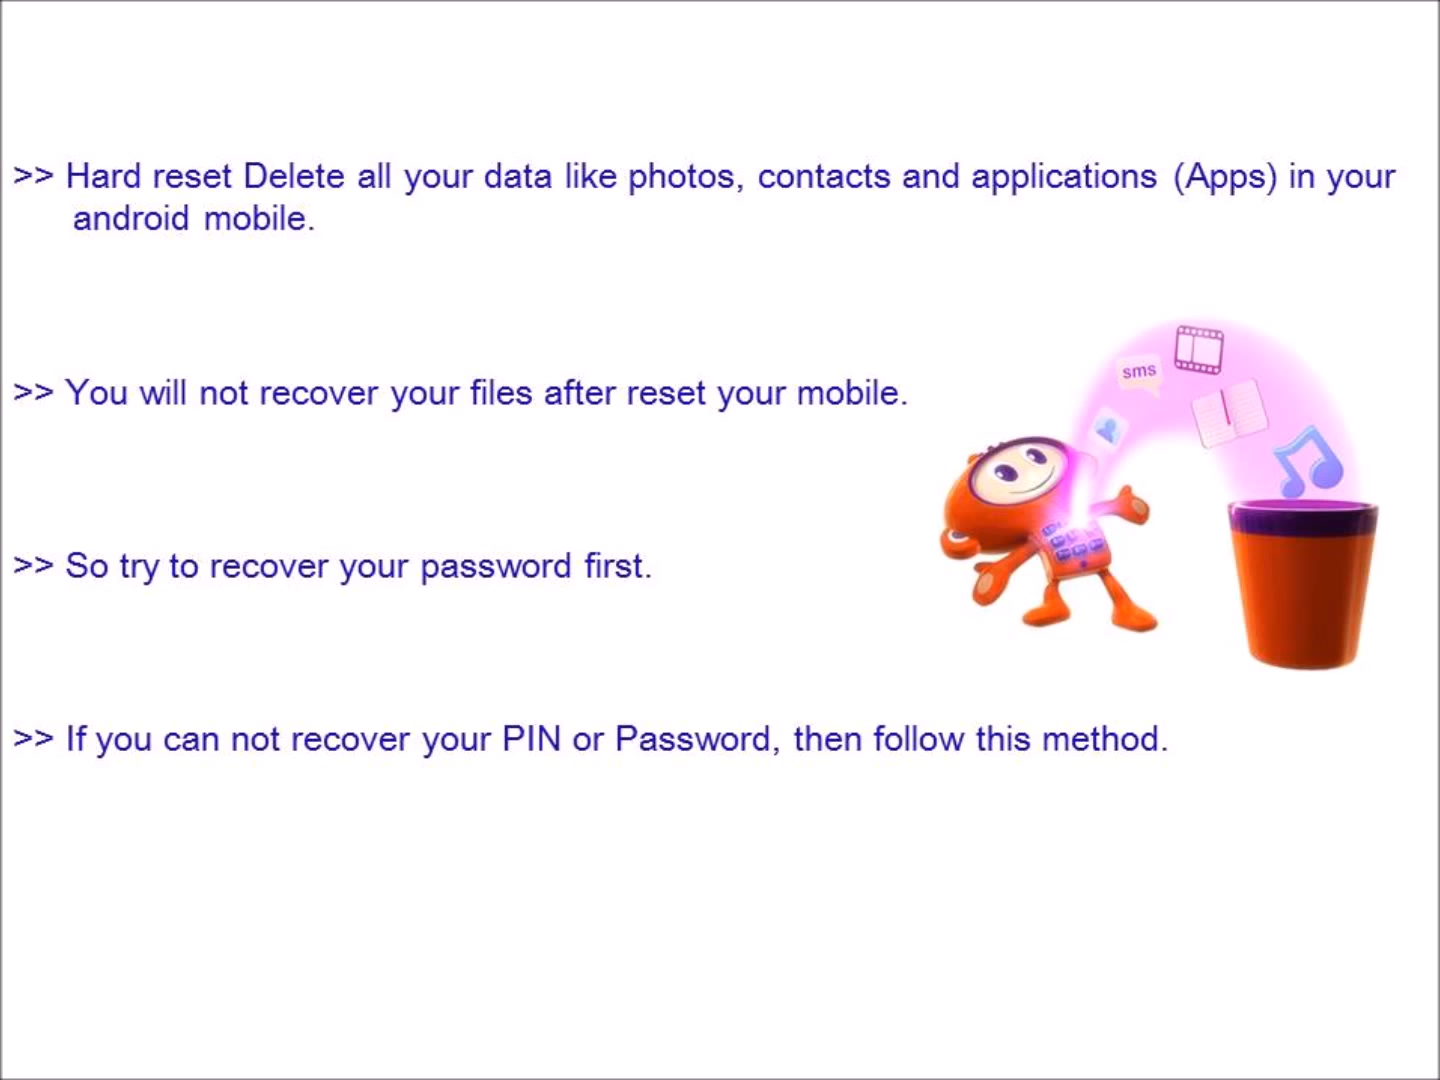 >> Hard reset Delete all your data like photos, contacts and applications (Apps) in your
android mobile.
>> You will not recover your files after reset your mobile.
sms
>> So try to recover your password first.
>> If you can not recover your PIN or Password, then follow this method.